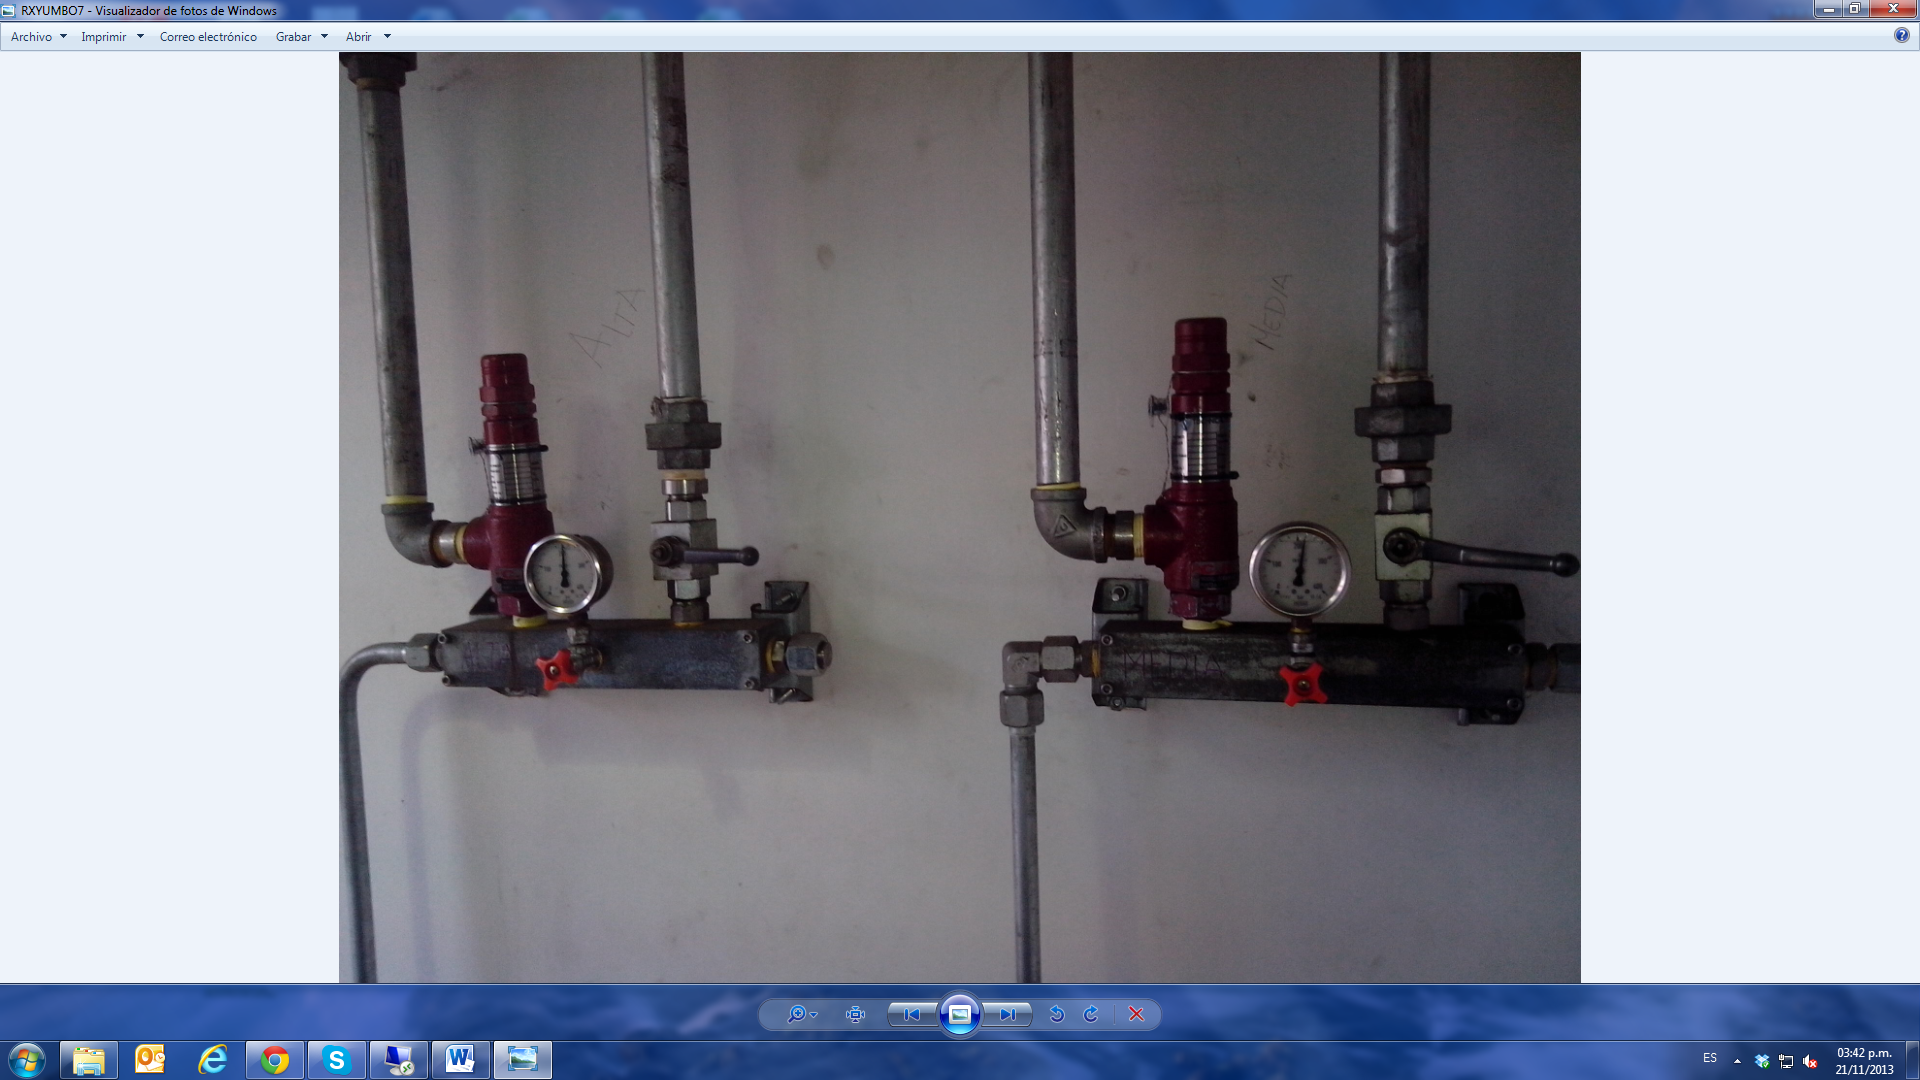 RXYUMBO7 - Visualizador de fotos de Windows
Archivo Imprimir Correo electrónico Grabar Abrir
ALTA
MEDIA
MEDIA
ES
03:42 p.m.
21/11/2013